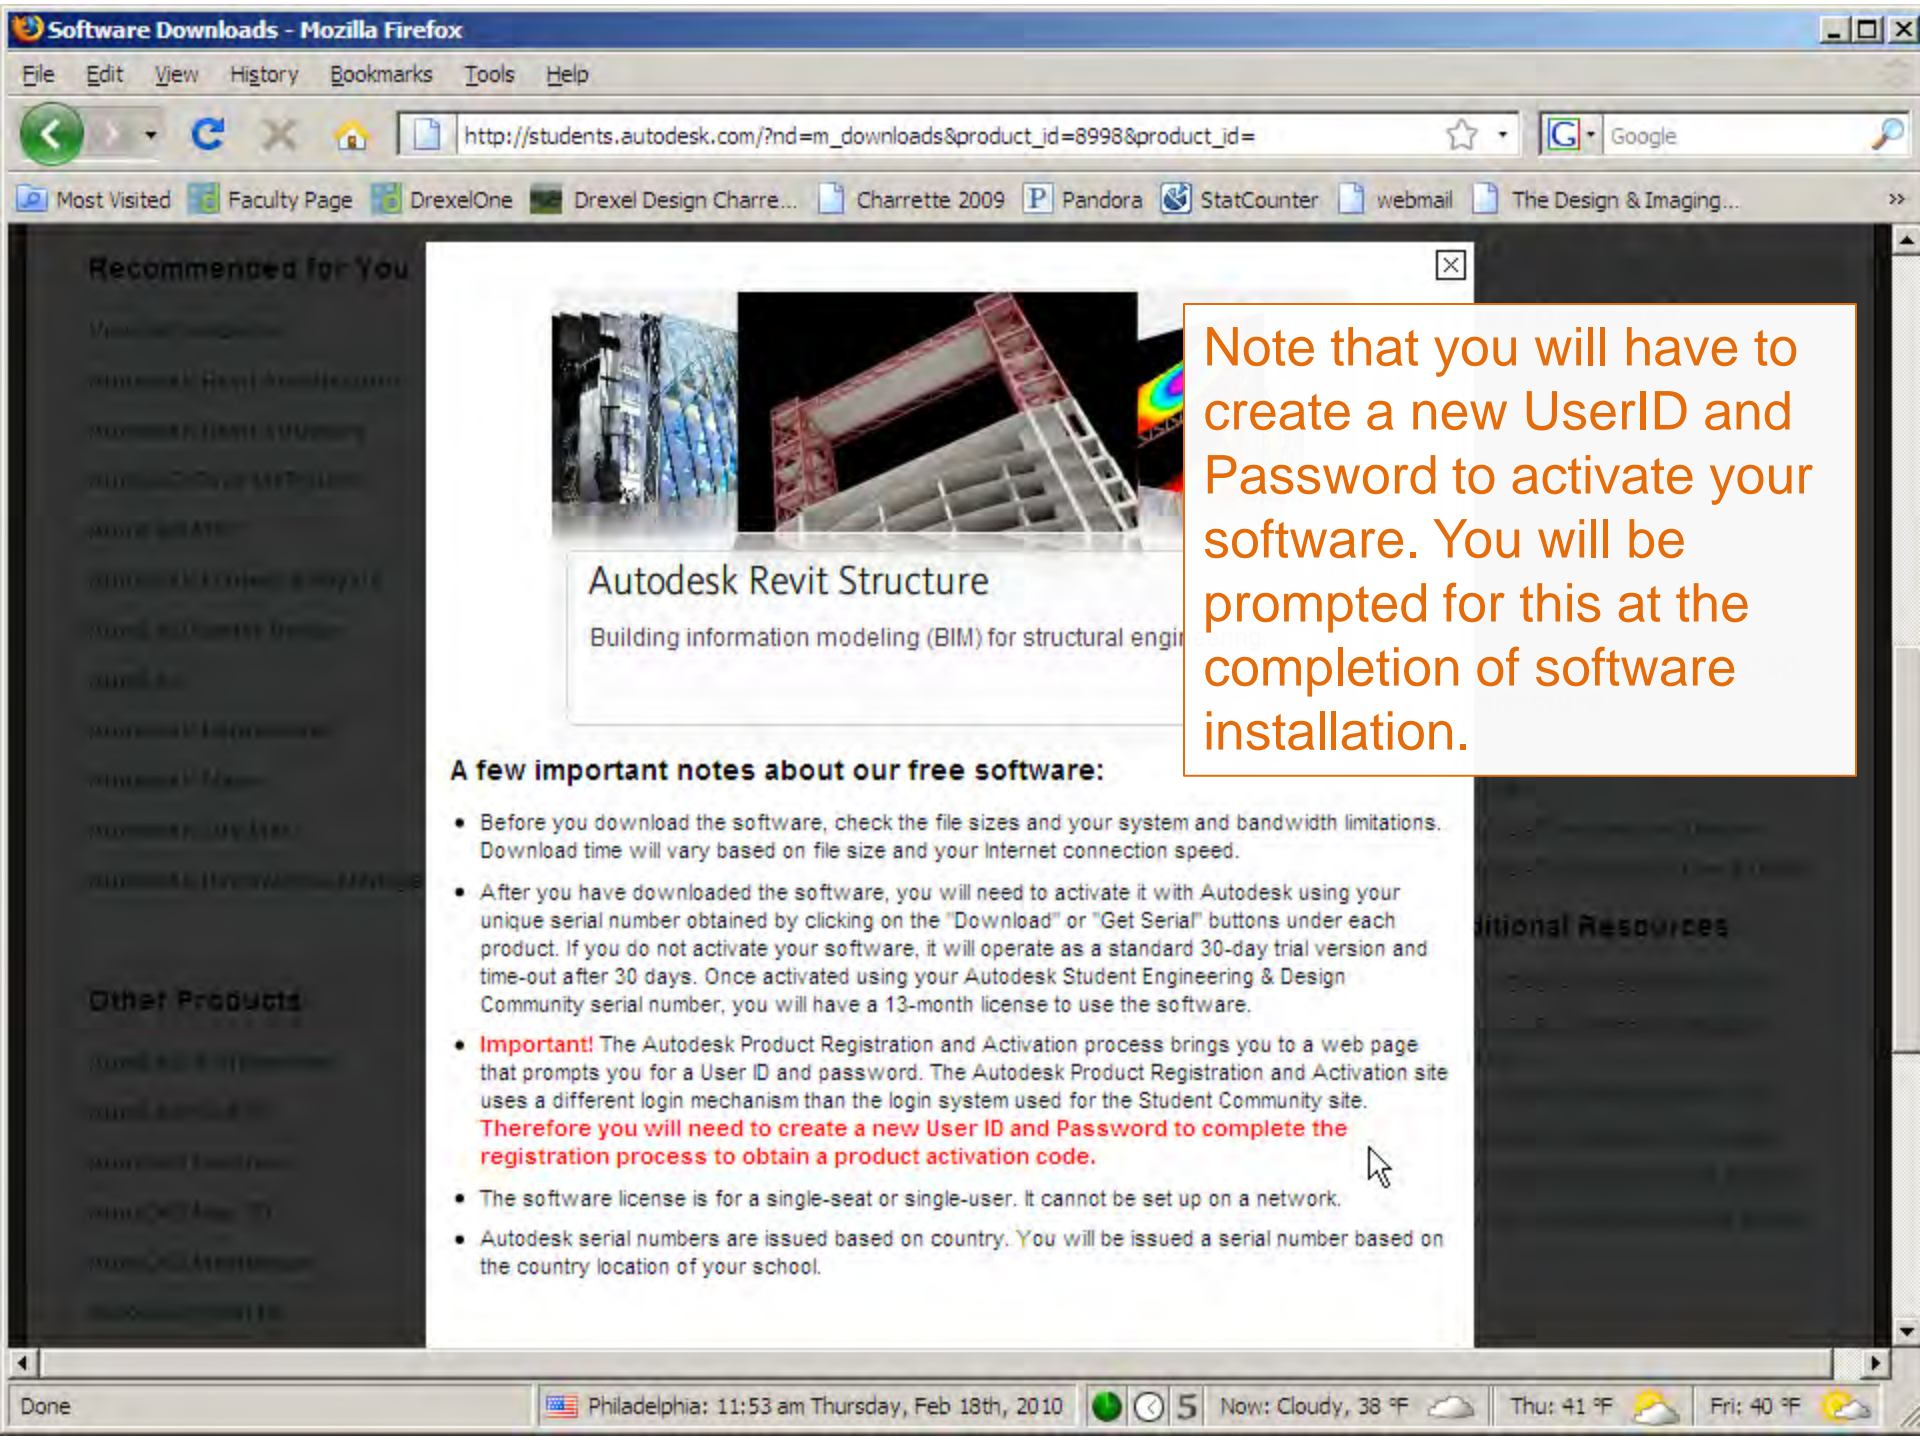 Software Downloads - Mozilla Firefox
File Edit View History Bookmarks Tools Help
http://students.autodesk.com/?nd=m_downloads&product_id=8998&product_id=
Google
Most Visited Faculty Page DrexelOne Drexel Design Charre... Charrette 2009 Pandora StatCounter webmail The Design & Imaging...
Recommended for You
Note that you will have to
create a new UserID and
Password to activate your
software. You will be
prompted for this at the
completion of software
installation.
Autodesk Revit Structure
Building information modeling (BIM) for structural engineering
A few important notes about our free software:
• Before you download the software, check the file sizes and your system and bandwidth limitations.
Download time will vary based on file size and your Internet connection speed.
• After you have downloaded the software, you will need to activate it with Autodesk using your
unique serial number obtained by clicking on the "Download" or "Get Serial" buttons under each
product. If you do not activate your software, it will operate as a standard 30-day trial version and
time-out after 30 days. Once activated using your Autodesk Student Engineering & Design
Community serial number, you will have a 13-month license to use the software.
• Important! The Autodesk Product Registration and Activation process brings you to a web page
that prompts you for a User ID and password. The Autodesk Product Registration and Activation site
uses a different login mechanism than the login system used for the Student Community site.
Therefore you will need to create a new User ID and Password to complete the
registration process to obtain a product activation code.
• The software license is for a single-seat or single-user. It cannot be set up on a network.
• Autodesk serial numbers are issued based on country. You will be issued a serial number based on
the country location of your school.
Other Products
ditional Resources
Done Philadelphia: 11:53 am Thursday, Feb 18th, 2010 5 Now: Cloudy, 38 °F Thu: 41 °F Fri: 40 °F